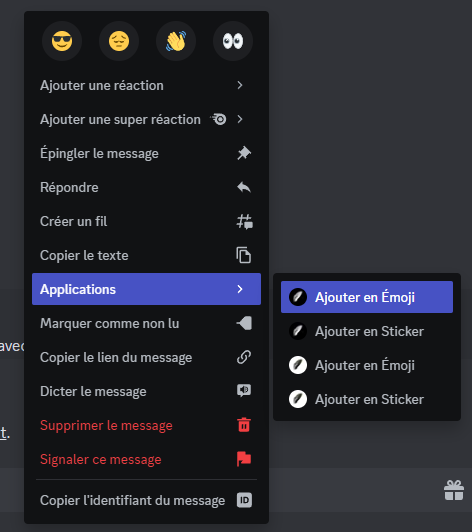 Ajouter une réaction
Ajouter une super réaction
Épingler le message
Répondre
Créer un fil
Copier le texte
Applications
Ajouter en Émoji
Marquer comme non lu
Ajouter en Sticker
avec
Copier le lien du message
Ajouter en Émoji
Dicter le message
Ajouter en Sticker
Supprimer le message
t.
Signaler ce message
Copier l'identifiant du message
ID